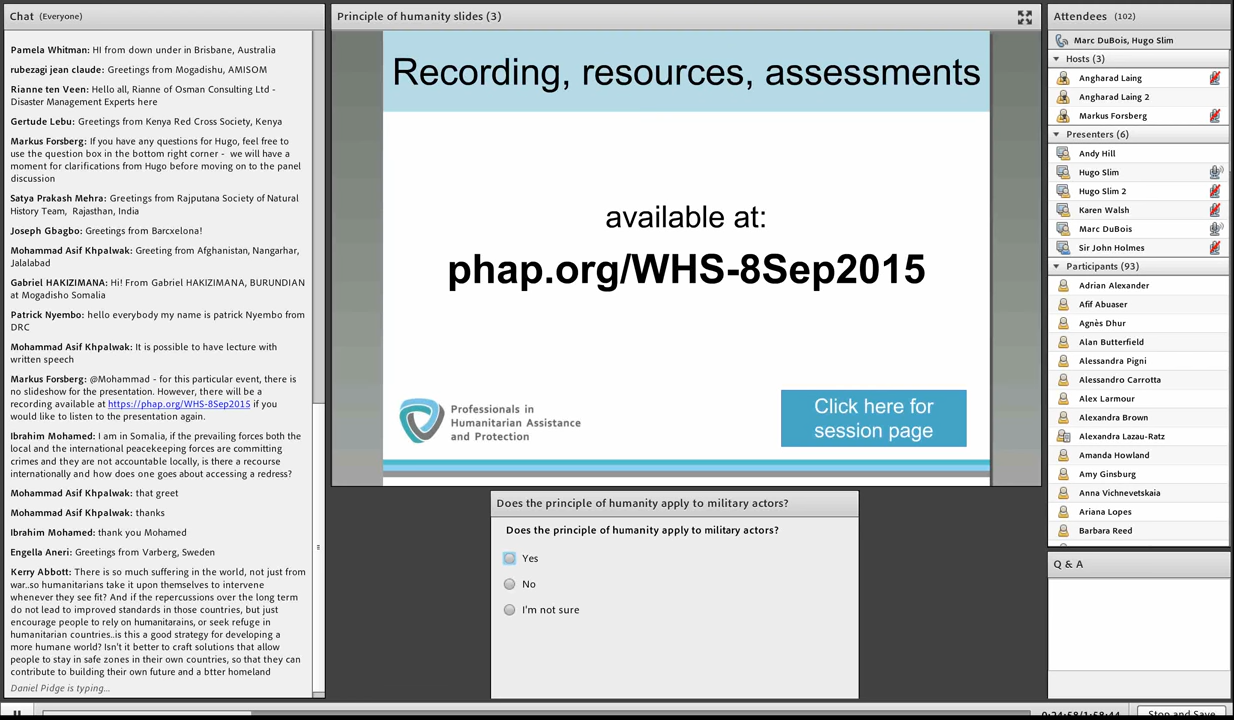 Chat (Everyone)
Pamela Whitman: HI from down under in Brisbane, Australia
rubezagi jean claude: Greetings from Mogadishu, AMISOM
Rianne ten Veen: Hello all, Rianne of Osman Consulting Ltd -
Disaster Management Experts here
Gertude Lebu: Greetings from Kenya Red Cross Society, Kenya
Markus Forsberg: If you have any questions for Hugo, feel free to
use the question box in the bottom right corner - we will have a
moment for clarifications from Hugo before moving on to the panel
discussion
Satya Prakash Mehra: Greetings from Rajputana Society of Natural
History Team, Rajasthan, India
Joseph Gbagbo: Greetings from Barcxelona!
Mohammad Asif Khpalwak: Greeting from Afghanistan, Nangarhar,
Jalalabad
Gabriel HAKIZIMANA: Hi! From Gabriel HAKIZIMANA, BURUNDIAN
at Mogadisho Somalia
Patrick Nyembo: hello everybody my name is patrick Nyembo from
DRC
Mohammad Asif Khpalwak: It is possible to have lecture with
written speech
Markus Forsberg: @Mohammad - for this particular event, there is
no slideshow for the presentation. However, there will be a
recording available at https://phap.org/WHS-8Sep2015 if you
would like to listen to the presentation again.
Ibrahim Mohamed: I am in Somalia, if the prevailing forces both the
local and the international peacekeeping forces are committing
crimes and they are not accountable locally, is there a recourse
internationally and how does one goes about accessing a redress?
Mohammad Asif Khpalwak: that greet
Mohammad Asif Khpalwak: thanks
Ibrahim Mohamed: thank you Mohamed
Engella Aneri: Greetings from Varberg, Sweden
Kerry Abbott: There is so much suffering in the world, not just from
war..so humanitarians take it upon themselves to intervene
whenever they see fit? And if the repercussions over the long term
do not lead to improved standards in those countries, but just
encourage people to rely on humanitarains, or seek refuge in
humanitarian countries..is this a good strategy for developing a
more humane world? Isn't it better to craft solutions that allow
people to stay in safe zones in their own countries, so that they can
contribute to building their own future and a btter homeland
Daniel Pidge is typing...
Principle of humanity slides (3)
Recording, resources, assessments
available at:
phap.org/WHS-8Sep2015
Professionals in
Humanitarian Assistance
and Protection
Click here for
session page
Does the principle of humanity apply to military actors?
Does the principle of humanity apply to military actors?
Yes
No
I'm not sure
Attendees (102)
Marc DuBois, Hugo Slim
Hosts (3)
Angharad Laing
Angharad Laing 2
Markus Forsberg
Presenters (6)
Andy Hill
Hugo Slim
Hugo Slim 2
Karen Walsh
Marc DuBois
Sir John Holmes
Participants (93)
Adrian Alexander
Afif Abuaser
Agnès Dhur
Alan Butterfield
Alessandra Pigni
Alessandro Carrotta
Alex Larmour
Alexandra Brown
Alexandra Lazau-Ratz
Amanda Howland
Amy Ginsburg
Anna Vichnevetskaia
Ariana Lopes
Barbara Reed
Q & A
0:24:58/1:58:44
Stop and Save